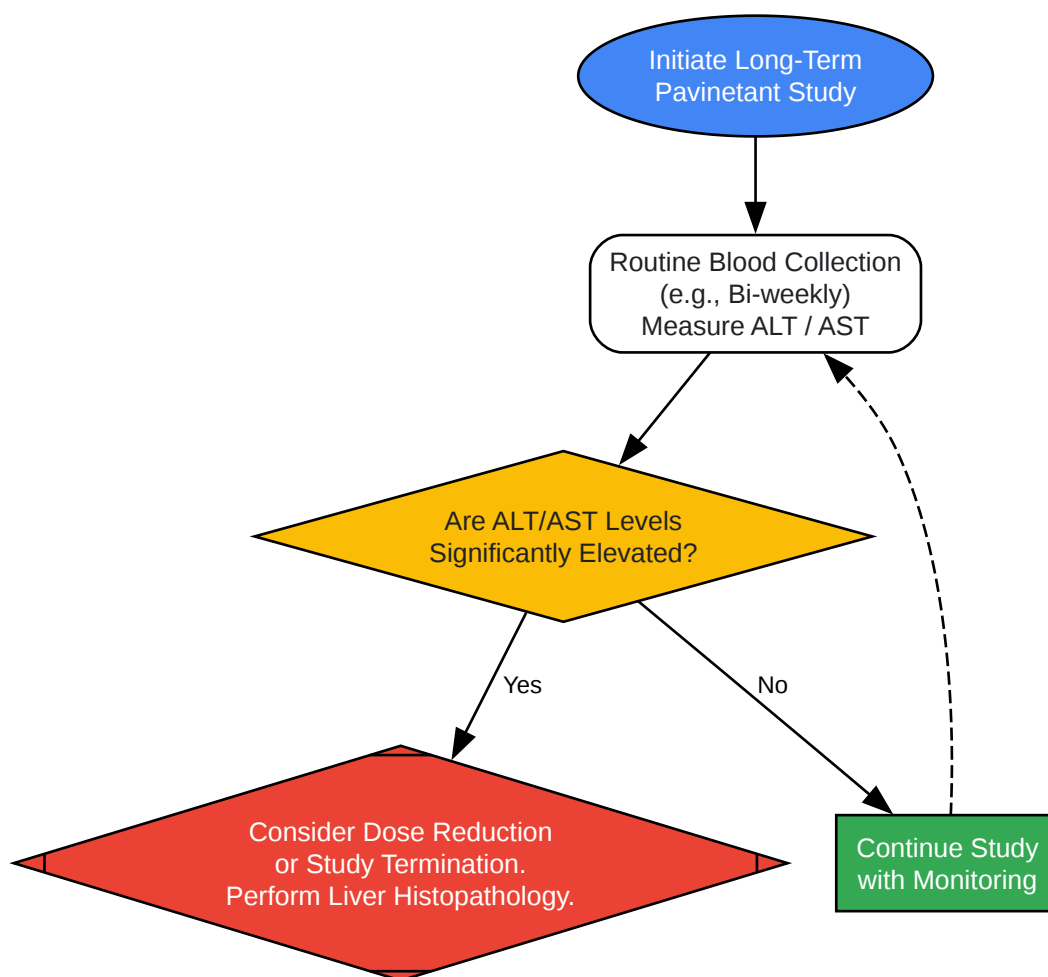 Initiate Long-Term
Pavinetant Study
Routine Blood Collection
(e.g., Bi-weekly)
Measure ALT / AST
Are ALT/AST Levels
Significantly Elevated?
Yes
No
Consider Dose Reduction
or Study Termination.
Perform Liver Histopathology.
Continue Study
with Monitoring